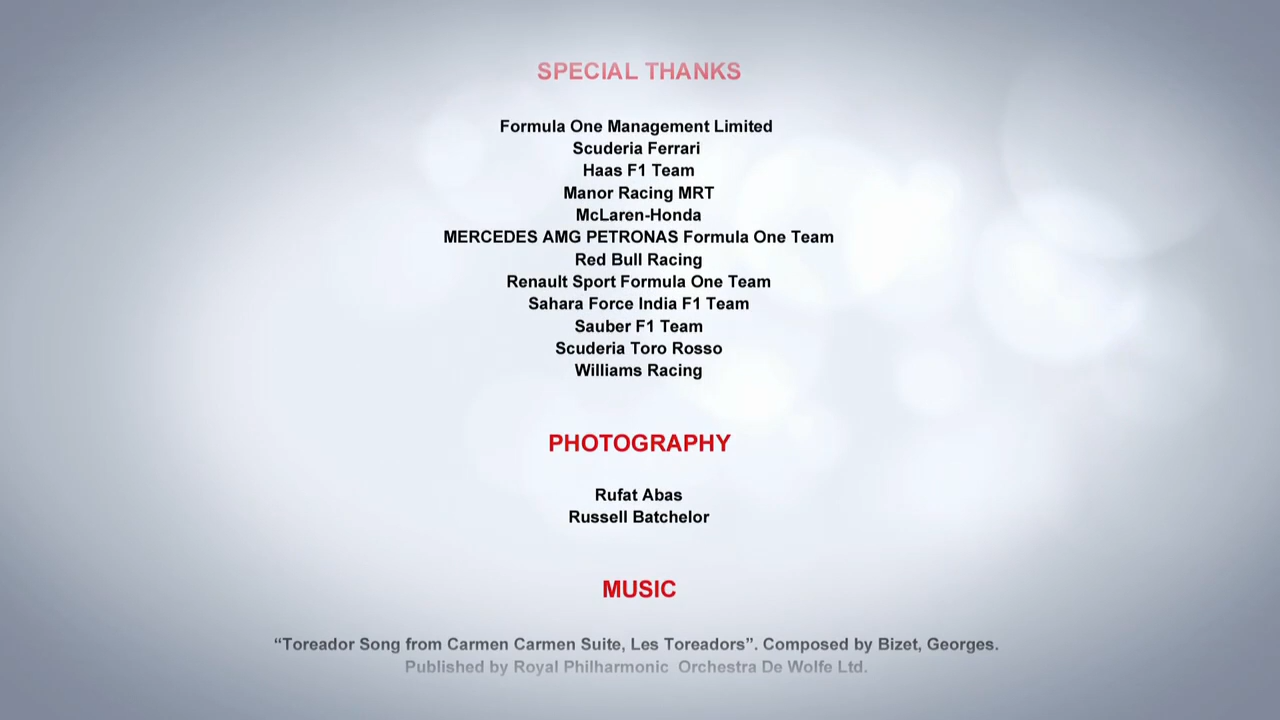 SPECIAL THANKS
Formula One Management Limited
Scuderia Ferrari
Haas F1 Team
Manor Racing MRT
McLaren-Honda
MERCEDES AMG PETRONAS Formula One Team
Red Bull Racing
Renault Sport Formula One Team
Sahara Force India F1 Team
Sauber F1 Team
Scuderia Toro Rosso
Williams Racing
PHOTOGRAPHY
Rufat Abas
Russell Batchelor
MUSIC
“Toreador Song from Carmen Carmen Suite, Les Toreadors”. Composed by Bizet, Georges.
Published by Royal Philharmonic  Orchestra De Wolfe Ltd.